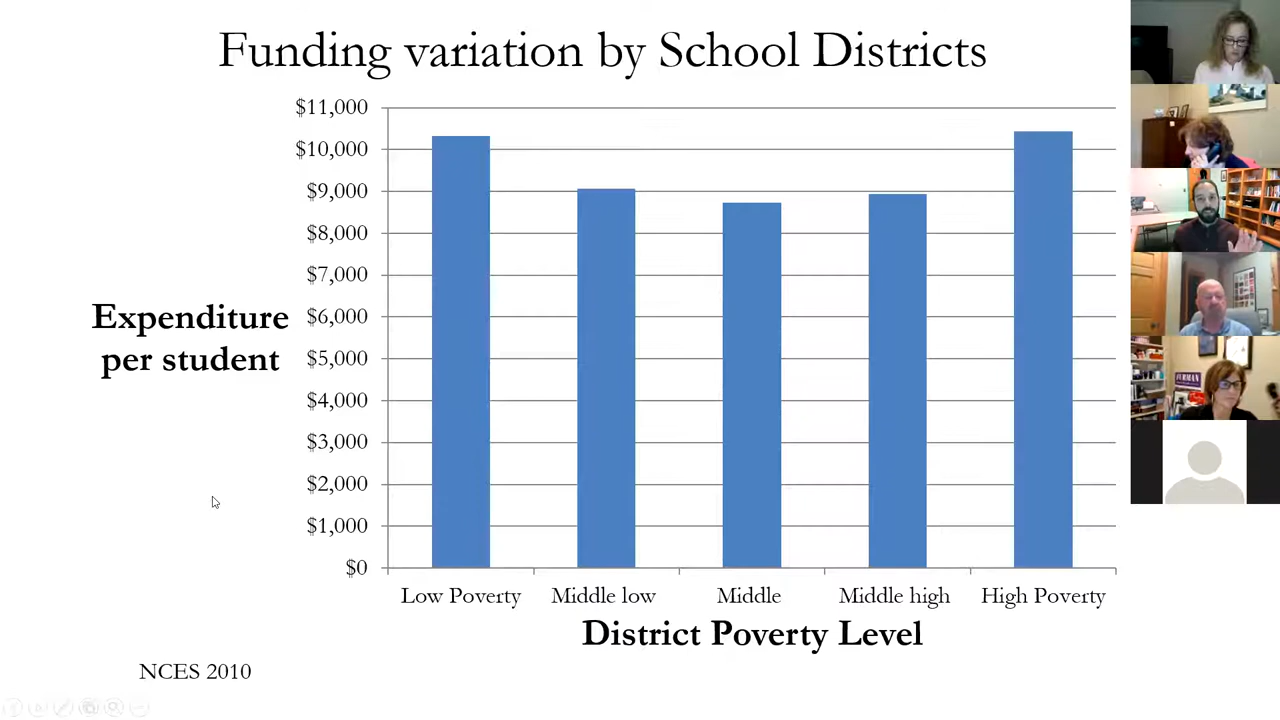 Funding variation by School Districts
$11,000
$10,000
$9,000
$8,000
$7,000
$6,000
$5,000
$4,000
$3,000
$2,000
$1,000
$0
Expenditure
per student
Low Poverty Middle low Middle Middle high High Poverty
District Poverty Level
NCES 2010
FURMAN